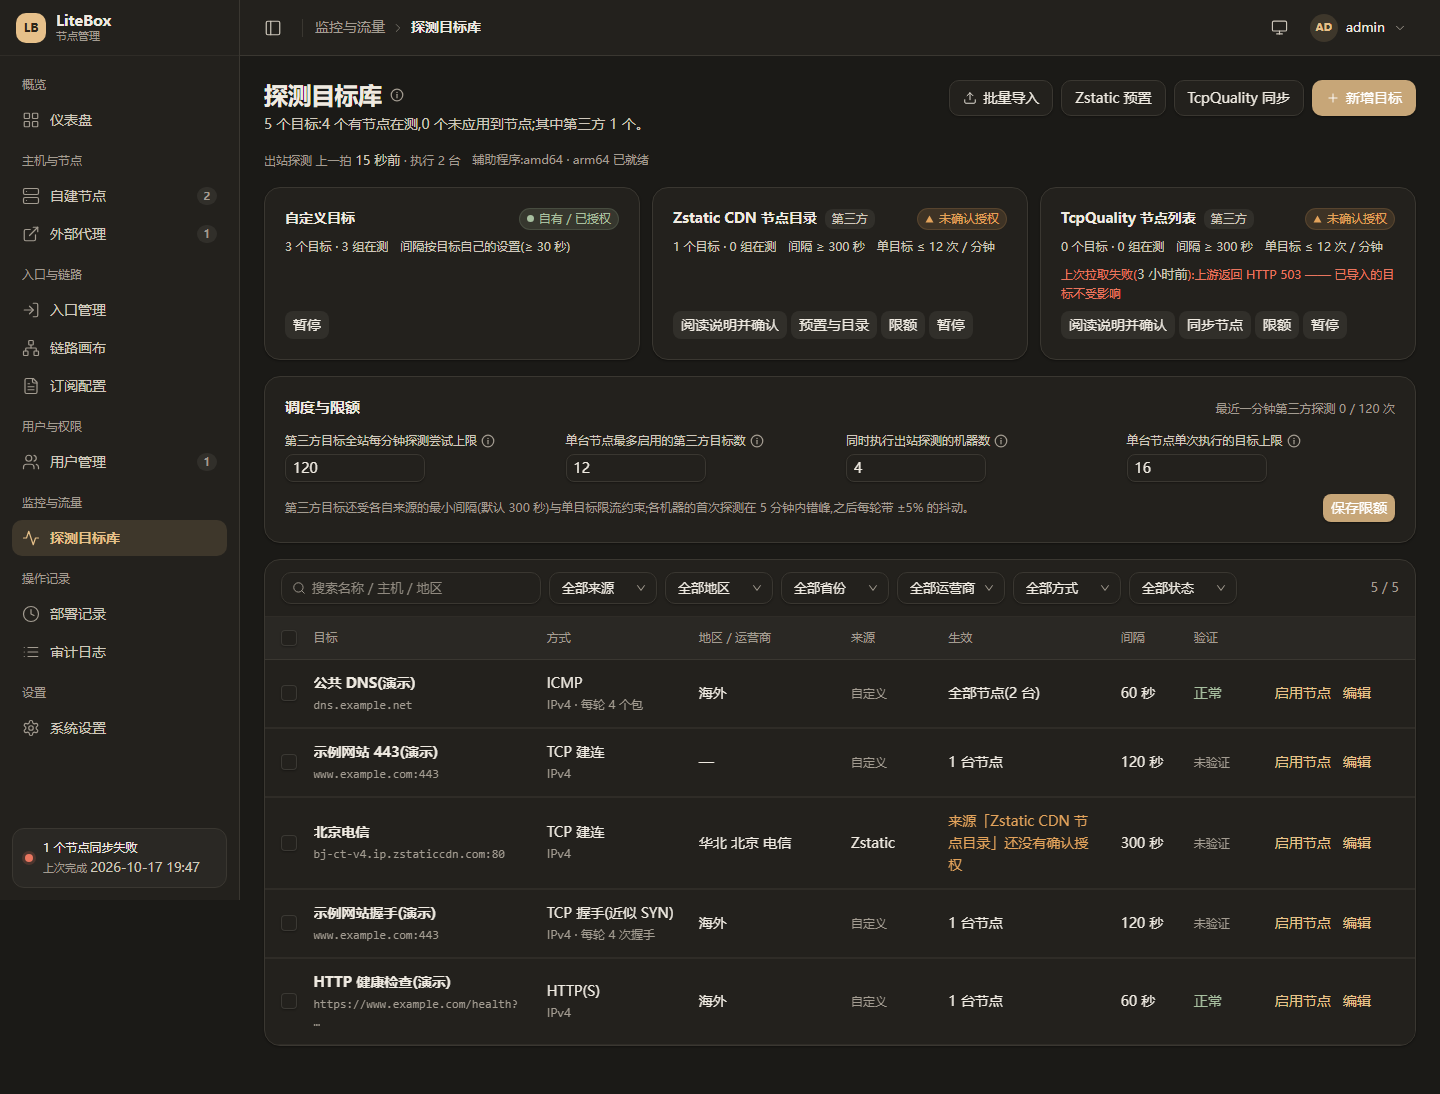 LB
LiteBox
节点管理
概览
仪表盘
主机与节点
自建节点 2
外部代理 1
入口与链路
入口管理
链路画布
订阅配置
用户与权限
用户管理 1
监控与流量
探测目标库
操作记录
部署记录
审计日志
设置
系统设置
1 个节点同步失败
上次完成 2026-10-17 19:47
监控与流量 › 探测目标库
AD admin
探测目标库
5 个目标:4 个有节点在测,0 个未应用到节点;其中第三方 1 个。
批量导入 Zstatic 预置 TcpQuality 同步 + 新增目标
出站探测 上一拍 15 秒前 · 执行 2 台 辅助程序:amd64 · arm64 已就绪
自定义目标 自有 / 已授权
3 个目标 · 3 组在测 间隔按目标自己的设置(≥ 30 秒)
暂停
Zstatic CDN 节点目录 第三方 ▲ 未确认授权
1 个目标 · 0 组在测 间隔 ≥ 300 秒 单目标 ≤ 12 次 / 分钟
阅读说明并确认 预置与目录 限额 暂停
TcpQuality 节点列表 第三方 ▲ 未确认授权
0 个目标 · 0 组在测 间隔 ≥ 300 秒 单目标 ≤ 12 次 / 分钟
上次拉取失败(3 小时前):上游返回 HTTP 503 —— 已导入的目
标不受影响
阅读说明并确认 同步节点 限额 暂停
调度与限额
最近一分钟第三方探测 0 / 120 次
第三方目标全站每分钟探测尝试上限 单台节点最多启用的第三方目标数 同时执行出站探测的机器数 单台节点单次执行的目标上限
120 12 4 16
第三方目标还受各自来源的最小间隔(默认 300 秒)与单目标限流约束;各机器的首次探测在 5 分钟内错峰,之后每轮带 ±5% 的抖动。
保存限额
搜索名称 / 主机 / 地区 全部来源 全部地区 全部省份 全部运营商 全部方式 全部状态 5 / 5
目标 方式 地区 / 运营商 来源 生效 间隔 验证
公共 DNS(演示) ICMP 海外 自定义 全部节点(2 台) 60 秒 正常 启用节点 编辑
dns.example.net IPv4 · 每轮 4 个包
示例网站 443(演示) TCP 建连 — 自定义 1 台节点 120 秒 未验证 启用节点 编辑
www.example.com:443 IPv4
北京电信 TCP 建连 华北 北京 电信 Zstatic 来源「Zstatic CDN 节
点目录」还没有确认授
权 300 秒 未验证 启用节点 编辑
bj-ct-v4.ip.zstaticcdn.com:80 IPv4
示例网站握手(演示) TCP 握手(近似 SYN) 海外 自定义 1 台节点 120 秒 未验证 启用节点 编辑
www.example.com:443 IPv4 · 每轮 4 次握手
HTTP 健康检查(演示) HTTP(S) 海外 自定义 1 台节点 60 秒 正常 启用节点 编辑
https://www.example.com/health?
… IPv4